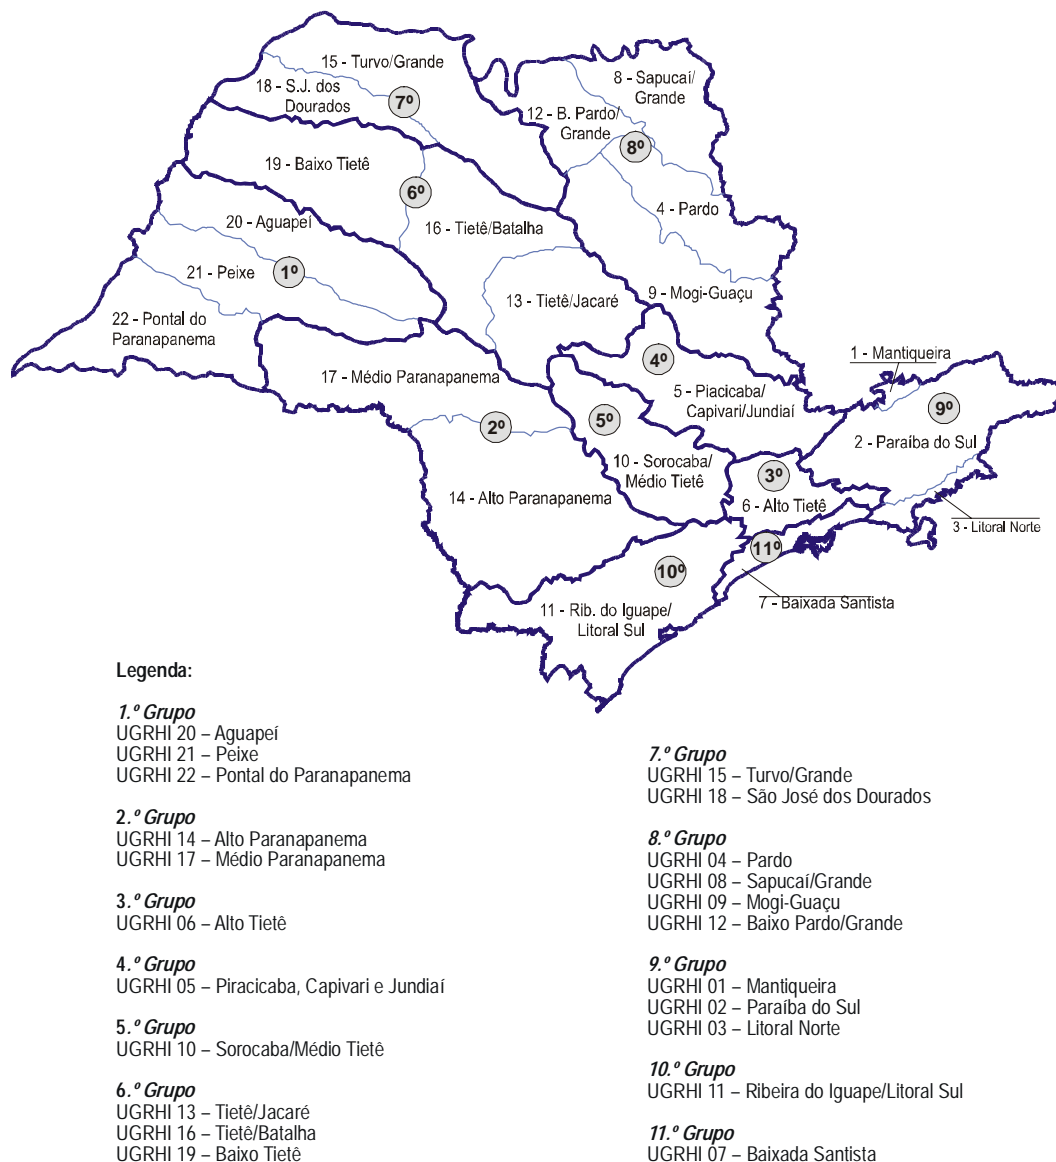 15 - Turvo/Grande
8 - Sapucaí/
Grande
18 - S.J. dos
Dourados
7º
12 - B. Pardo/
Grande
8º
19 - Baixo Tietê
6º
4 - Pardo
20 - Aguapeí
16 - Tietê/Batalha
21 - Peixe
1º
9 - Mogi-Guaçu
13 - Tietê/Jacaré
22 - Pontal do
Paranapanema
1 - Mantiqueira
4º
17 - Médio Paranapanema
5 - Piacicaba/
Capivari/Jundiaí
9º
5º
2º
2 - Paraíba do Sul
10 - Sorocaba/
Médio Tietê
3º
14 - Alto Paranapanema
6 - Alto Tietê
3 - Litoral Norte
11º
10º
7 - Baixada Santista
11 - Rib. do Iguape/
Litoral Sul
Legenda:
1.º Grupo
UGRHI 20 – Aguapeí
UGRHI 21 – Peixe
UGRHI 22 – Pontal do Paranapanema
2.º Grupo
UGRHI 14 – Alto Paranapanema
UGRHI 17 – Médio Paranapanema
3.º Grupo
UGRHI 06 – Alto Tietê
4.º Grupo
UGRHI 05 – Piracicaba, Capivari e Jundiaí
5.º Grupo
UGRHI 10 – Sorocaba/Médio Tietê
6.º Grupo
UGRHI 13 – Tietê/Jacaré
UGRHI 16 – Tietê/Batalha
UGRHI 19 – Baixo Tietê
7.º Grupo
UGRHI 15 – Turvo/Grande
UGRHI 18 – São José dos Dourados
8.º Grupo
UGRHI 04 – Pardo
UGRHI 08 – Sapucaí/Grande
UGRHI 09 – Mogi-Guaçu
UGRHI 12 – Baixo Pardo/Grande
9.º Grupo
UGRHI 01 – Mantiqueira
UGRHI 02 – Paraíba do Sul
UGRHI 03 – Litoral Norte
10.º Grupo
UGRHI 11 – Ribeira do Iguape/Litoral Sul
11.º Grupo
UGRHI 07 – Baixada Santista